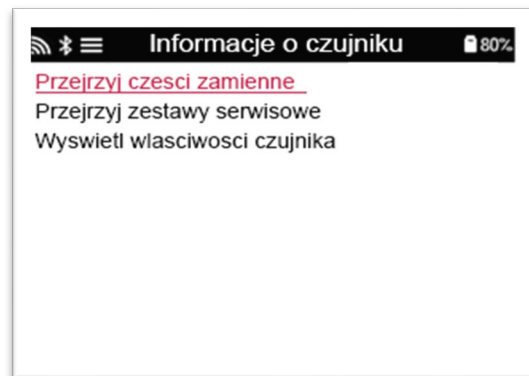 Informacje o czujniku 80%
Przejrzyj czesci zamienne
Przejrzyj zestawy serwisowe
Wyswietl wlasciwosci czujnika